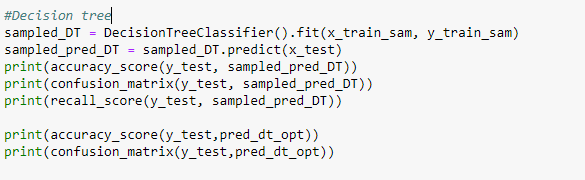 #Decision tree
sampled_DT = DecisionTreeClassifier().fit(x_train_sam, y_train_sam)
sampled_pred_DT = sampled_DT.predict(x_test)
print(accuracy_score(y_test, sampled_pred_DT))
print(confusion_matrix(y_test, sampled_pred_DT))
print(recall_score(y_test, sampled_pred_DT))
print(accuracy_score(y_test,pred_dt_opt))
print(confusion_matrix(y_test,pred_dt_opt))